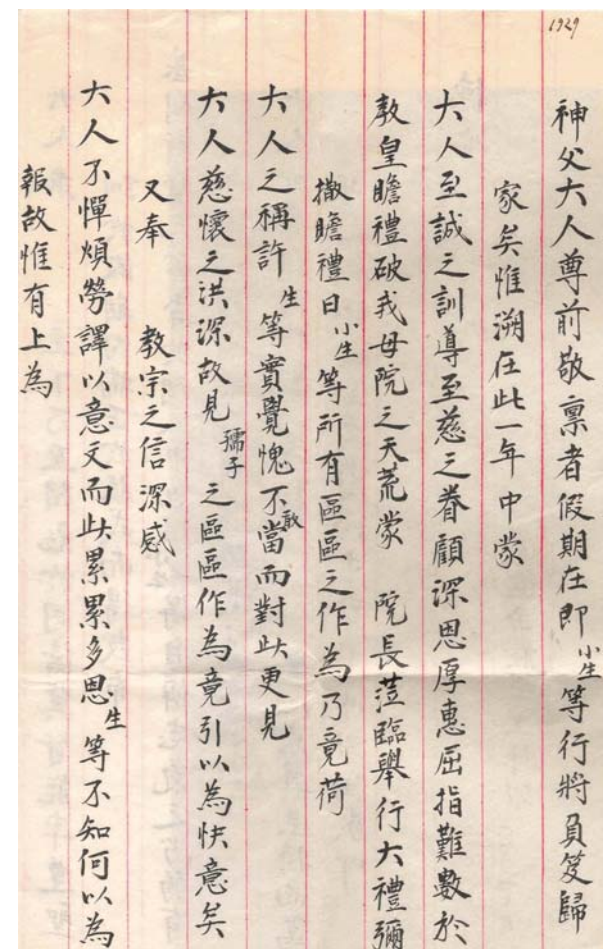 1929
神父大人尊前敬禀者假期在即小生等行將負笈歸
家矣惟溯在此一年中蒙
大人至誠之訓導至慈之眷顧深恩厚惠屈指難數於
教皇瞻禮破我母院之天荒蒙 院長蒞臨舉行大禮彌
撒瞻禮日小生等所有區區之作為乃竟荷
大人之稱許生等實覺愧不敢當而對此更見
大人慈懷之洪深故見孺子之區區作為竟引以為快意矣
又奉 教宗之信深感
大人不憚煩勞譯以意文而此累累多恩生等不知何以為
報故惟有上為